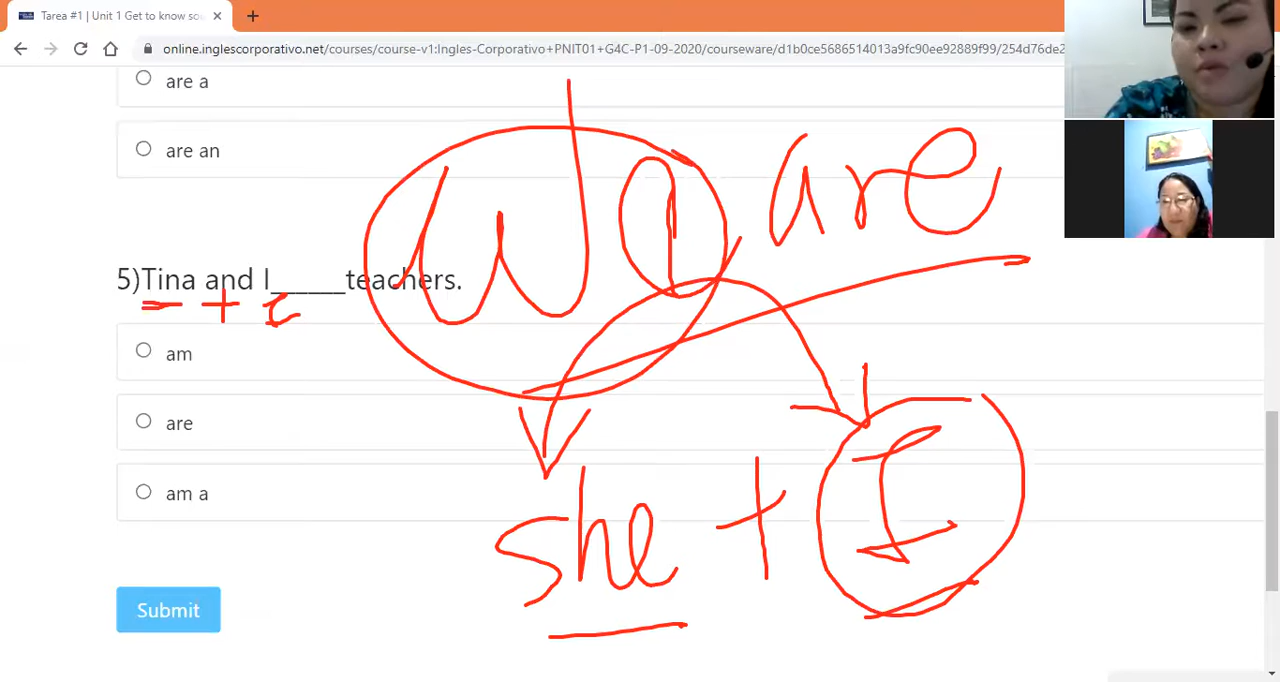 Tarea #1 | Unit 1 Get to know so
online.inglescorporativo.net/courses/course-v1:Ingles-Corporativo+PNIT01+G4C-P1-09-2020/courseware/d1b0ce5686514013a9fc90ee92889f99/254d76de2
are a
are an
We are
5)Tina and I______teachers.
= + I
am
are
am a
she + I
Submit